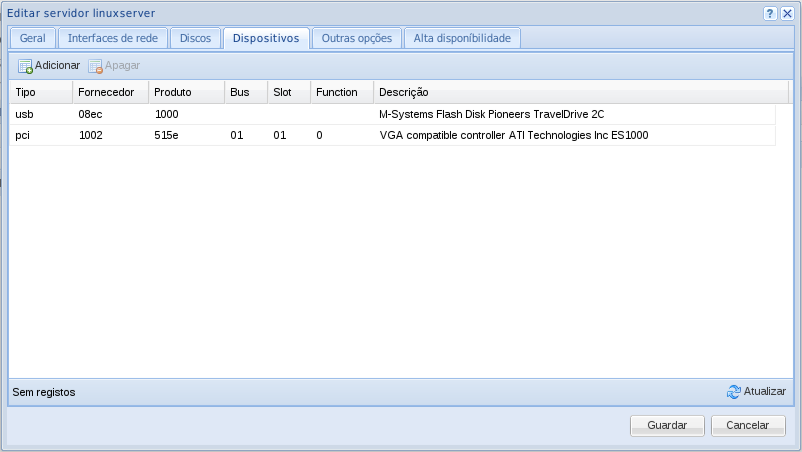 Editar servidor linuxserver
Geral Interfaces de rede Discos Dispositivos Outras opções Alta disponíbilidade
Adicionar Apagar
Tipo Fornecedor Produto Bus Slot Function Descrição
usb 08ec 1000 M-Systems Flash Disk Pioneers TravelDrive 2C
pci 1002 515e 01 01 0 VGA compatible controller ATI Technologies Inc ES1000
Sem registos Atualizar
Guardar Cancelar